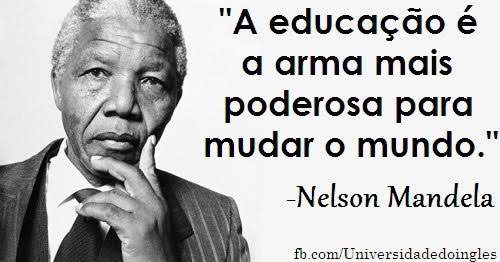 "A educação é
a arma mais
poderosa para
mudar o mundo."
-Nelson Mandela
fb.com/Universidadedoingles